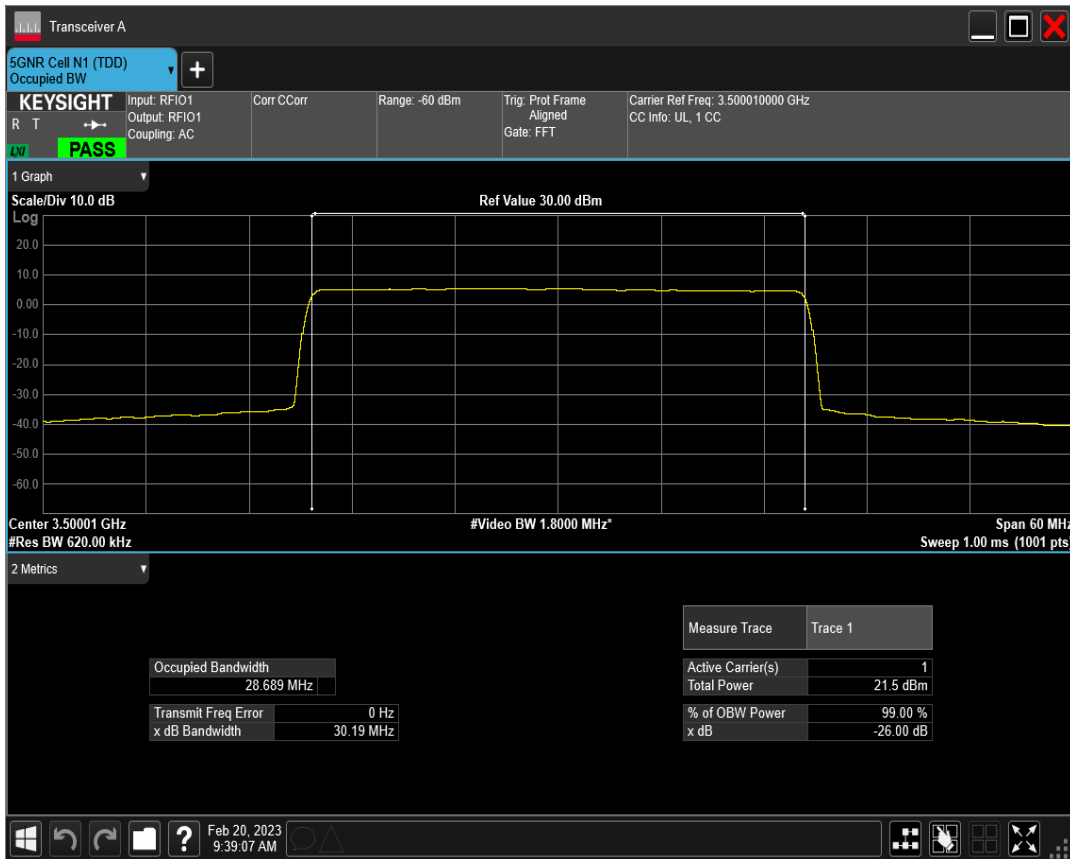 Transceiver A
5GNR Cell N1 (TDD)
Occupied BW
+
KEYSIGHT
R T
LXI
PASS
Input: RFIO1
Output: RFIO1
Coupling: AC
Corr CCorr
Range: -60 dBm
Trig: Prot Frame
Aligned
Gate: FFT
Carrier Ref Freq: 3.500010000 GHz
CC Info: UL, 1 CC
1 Graph
Scale/Div 10.0 dB
Ref Value 30.00 dBm
Log
20.0
10.0
0.00
-10.0
-20.0
-30.0
-40.0
-50.0
-60.0
Center 3.50001 GHz
#Video BW 1.8000 MHz*
Span 60 MHz
#Res BW 620.00 kHz
Sweep 1.00 ms (1001 pts)
2 Metrics
Measure Trace Trace 1
Occupied Bandwidth
28.689 MHz
Active Carrier(s) 1
Total Power 21.5 dBm
Transmit Freq Error 0 Hz
x dB Bandwidth 30.19 MHz
% of OBW Power 99.00 %
x dB -26.00 dB
?
Feb 20, 2023
9:39:07 AM